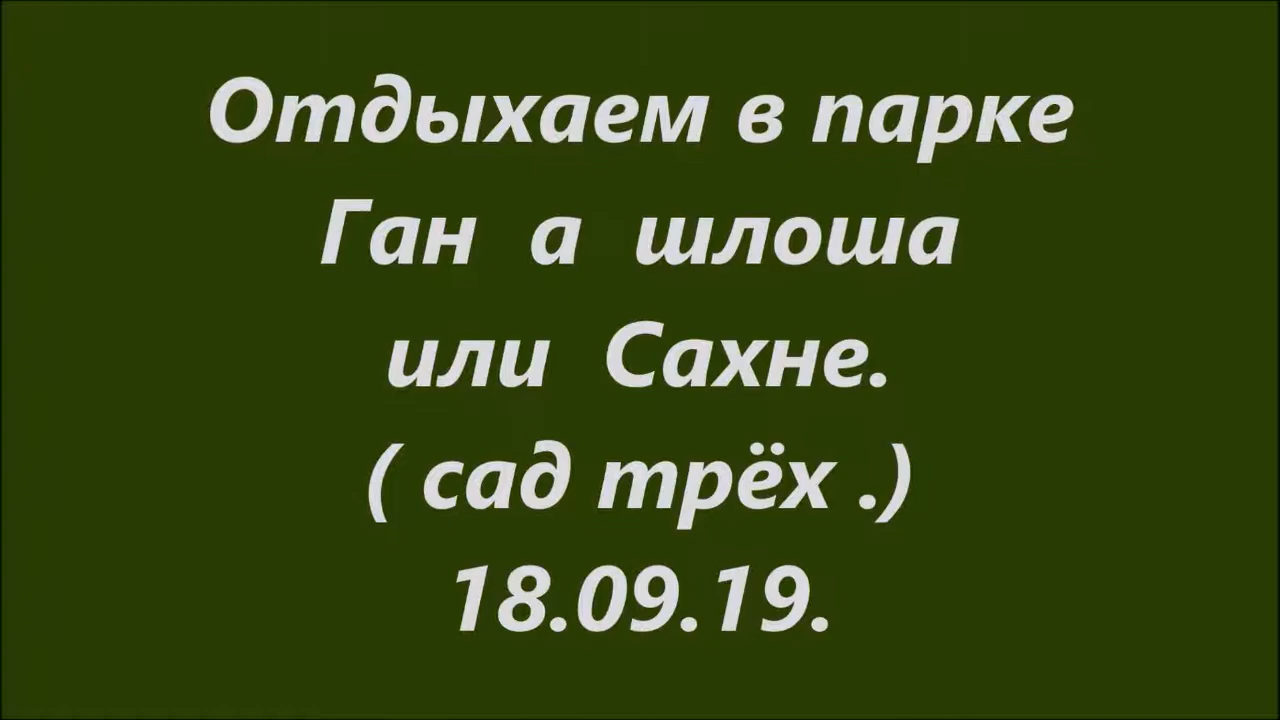 Отдыхаем в парке
Ган а шлоша
или Сахне.
( сад трёх .)
18.09.19.